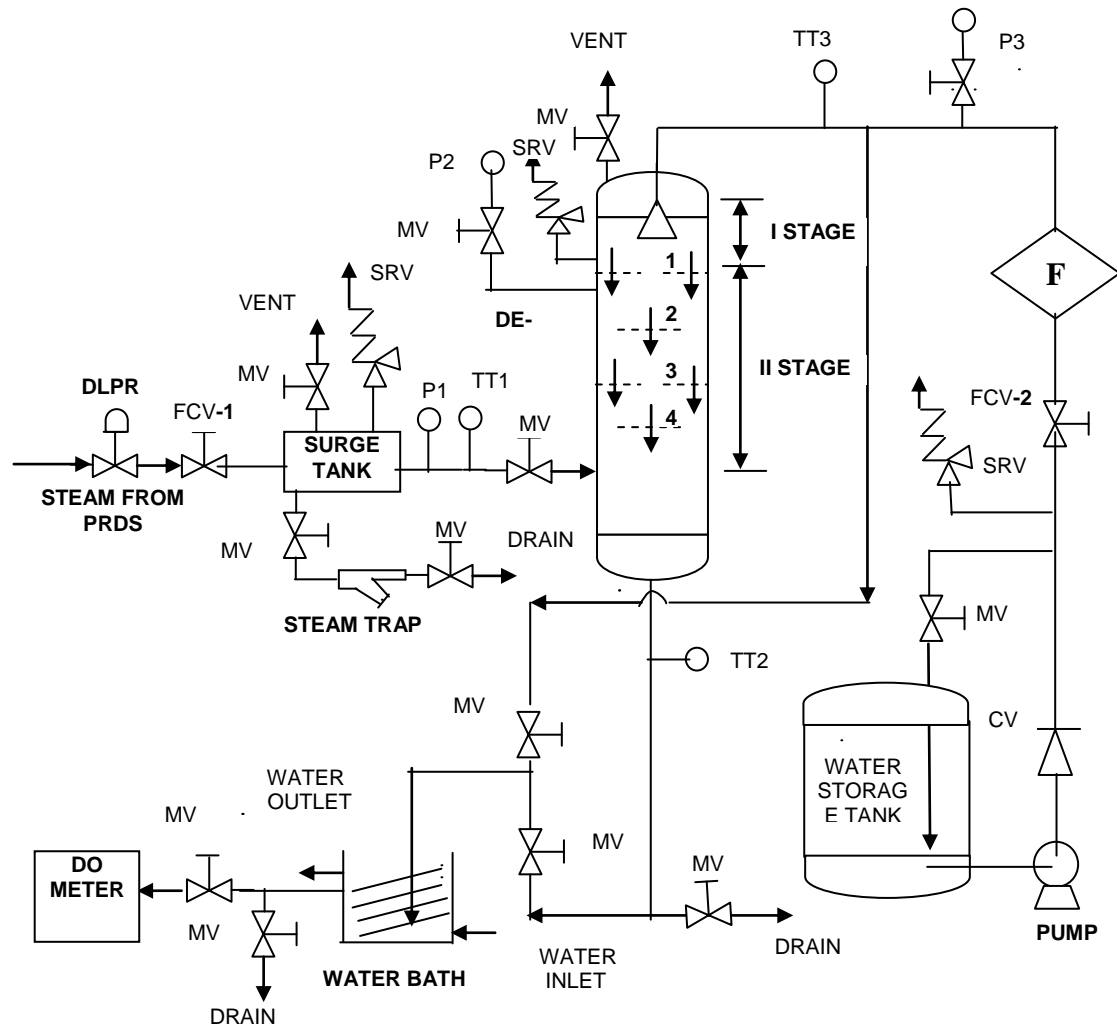 VENT
TT3
P3
MV
SRV
P2
MV
I STAGE
1
SRV
F
VENT
2
DE-
II STAGE
MV
3
DLPR
TT1
FCV-1
P1
FCV-2
MV
4
SURGE
TANK
SRV
STEAM FROM
PRDS
MV
MV
DRAIN
STEAM TRAP
MV
TT2
MV
CV
WATER
OUTLET
WATER
STORAG
E TANK
MV
MV
MV
DO
METER
MV
DRAIN
PUMP
WATER
INLET
WATER BATH
DRAIN